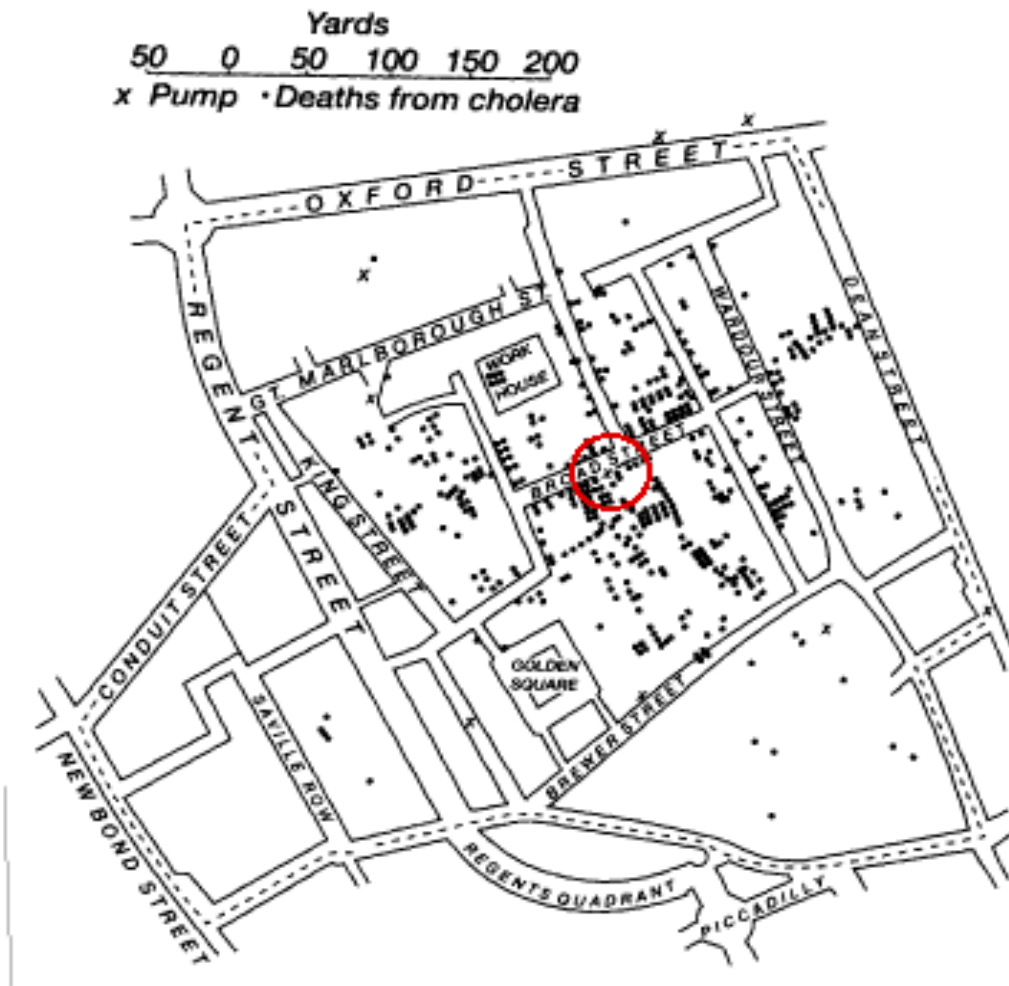 Yards
50 0 50 100 150 200
x Pump · Deaths from cholera
OXFORD STREET
REGENT STREET
GT. MARLBOROUGH ST.
WORK
HOUSE
WARDOUR STREET
DEAN STREET
BROAD STREET
KING STREET
CONDUIT STREET
GOLDEN
SQUARE
SAVILLE ROW
BREWER STREET
NEW BOND STREET
REGENTS QUADRANT
PICCADILLY